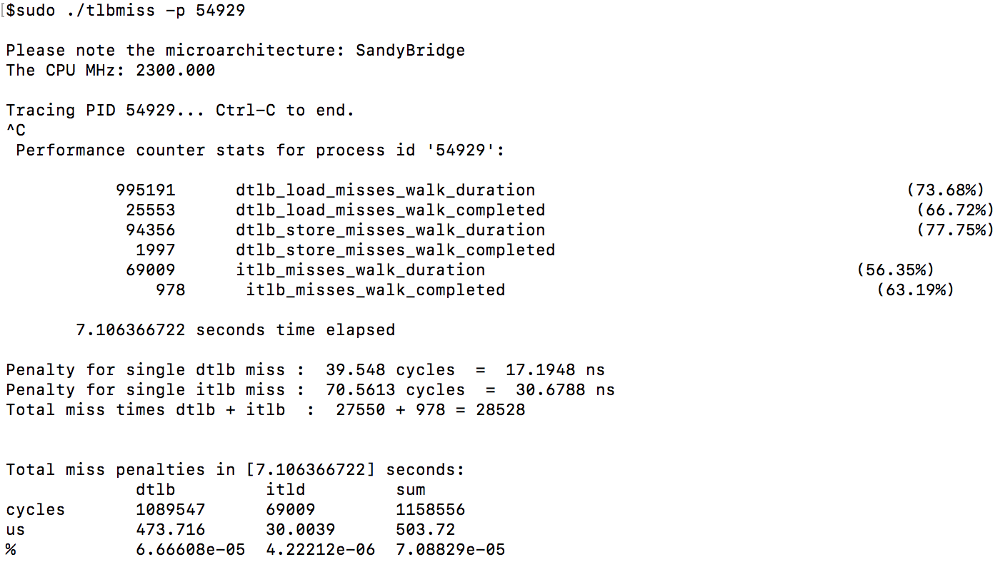 [$sudo ./tlbmiss -p 54929
Please note the microarchitecture: SandyBridge
The CPU MHz: 2300.000
Tracing PID 54929... Ctrl-C to end.
^C
Performance counter stats for process id '54929':
995191 dtlb_load_misses_walk_duration (73.68%)
25553 dtlb_load_misses_walk_completed (66.72%)
94356 dtlb_store_misses_walk_duration (77.75%)
1997 dtlb_store_misses_walk_completed
69009 itlb_misses_walk_duration (56.35%)
978 itlb_misses_walk_completed (63.19%)
7.106366722 seconds time elapsed
Penalty for single dtlb miss : 39.548 cycles = 17.1948 ns
Penalty for single itlb miss : 70.5613 cycles = 30.6788 ns
Total miss times dtlb + itlb : 27550 + 978 = 28528
Total miss penalties in [7.106366722] seconds:
dtlb itld sum
cycles 1089547 69009 1158556
us 473.716 30.0039 503.72
% 6.66608e-05 4.22212e-06 7.08829e-05